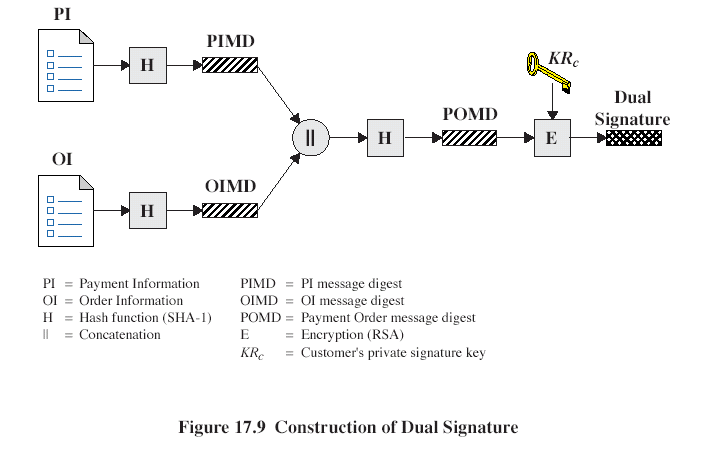 PI
H
PIMD
KRc
||
H
POMD
E
Dual
Signature
OI
H
OIMD
PI = Payment Information
OI = Order Information
H = Hash function (SHA-1)
|| = Concatenation
PIMD = PI message digest
OIMD = OI message digest
POMD = Payment Order message digest
E = Encryption (RSA)
KRc = Customer's private signature key
Figure 17.9 Construction of Dual Signature